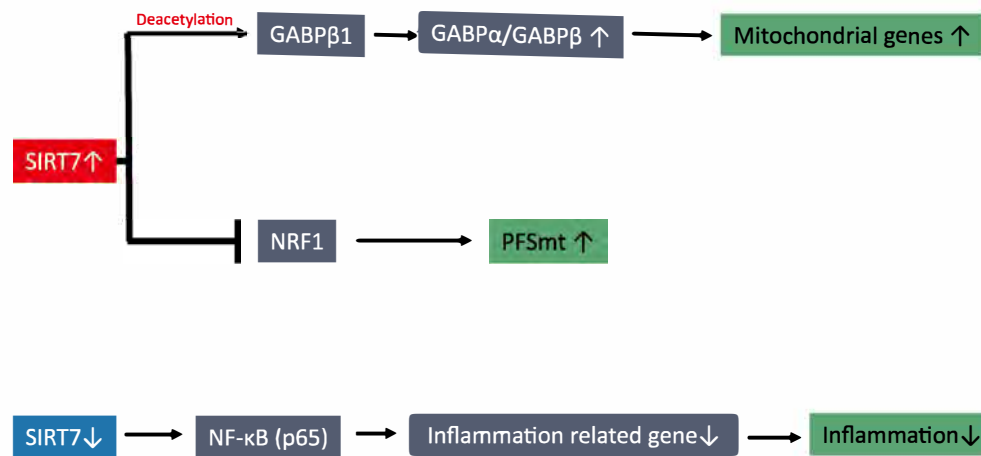 Deacetylation
GABPβ1
GABPα/GABPβ ↑
Mitochondrial genes ↑
SIRT7↑
NRF1
PFSmt ↑
SIRT7↓
NF-κB (p65)
Inflammation related gene↓
Inflammation↓